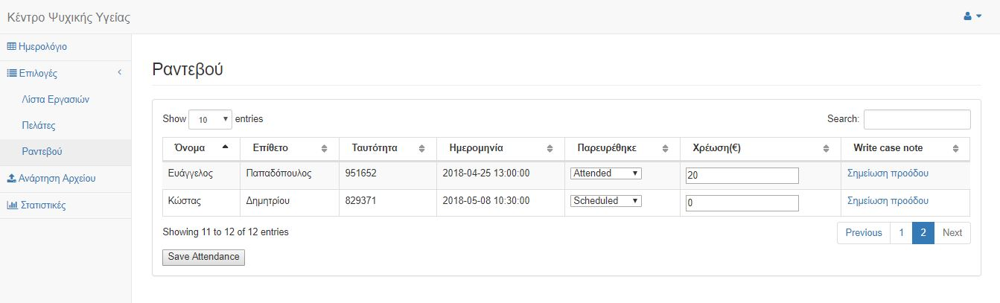 Κέντρο Ψυχικής Υγείας
Ημερολόγιο
Επιλογές
Λίστα Εργασιών
Πελάτες
Ραντεβού
Ανάρτηση Αρχείου
Στατιστικές
Ραντεβού
Show 10 entries Search:
Όνομα Επίθετο Ταυτότητα Ημερομηνία Παρευρέθηκε Χρέωση(€) Write case note
Ευάγγελος Παπαδόπουλος 951652 2018-04-25 13:00:00 Attended 20 Σημείωση προόδου
Κώστας Δημητρίου 829371 2018-05-08 10:30:00 Scheduled 0 Σημείωση προόδου
Showing 11 to 12 of 12 entries Previous 1 2 Next
Save Attendance